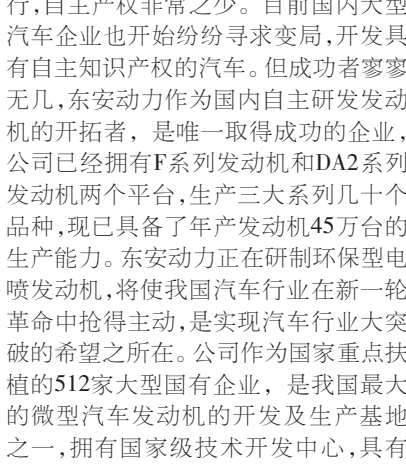 行,自主产权非常之少。目前国内大型
汽车企业也开始纷纷寻求变局,开发具
有自主知识产权的汽车。但成功者寥寥
无几,东安动力作为国内自主研发发动
机的开拓者，是唯一取得成功的企业,
公司已经拥有F系列发动机和DA2系列
发动机两个平台,生产三大系列几十个
品种,现已具备了年产发动机45万台的
生产能力。东安动力正在研制环保型电
喷发动机,将使我国汽车行业在新一轮
革命中抢得主动,是实现汽车行业大突
破的希望之所在。公司作为国家重点扶
植的512家大型国有企业，是我国最大
的微型汽车发动机的开发及生产基地
之一,拥有国家级技术开发中心,具有